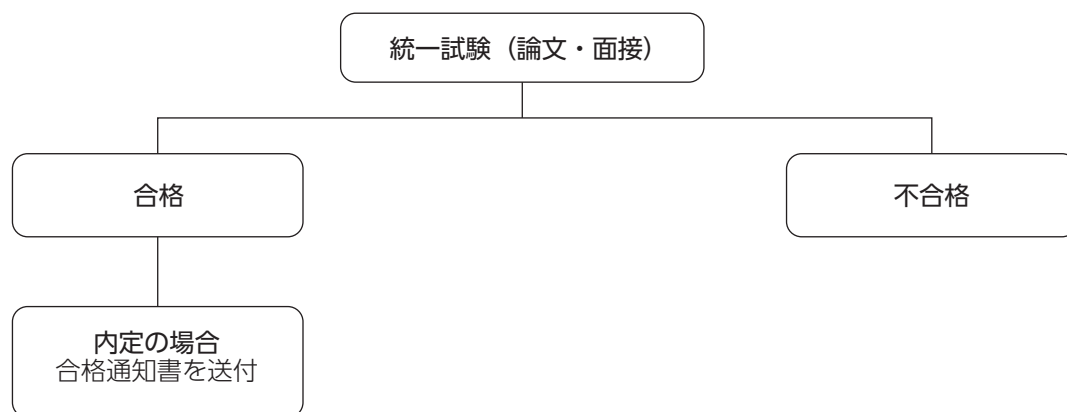 統一試験（論文・面接）
合格
不合格
内定の場合
合格通知書を送付